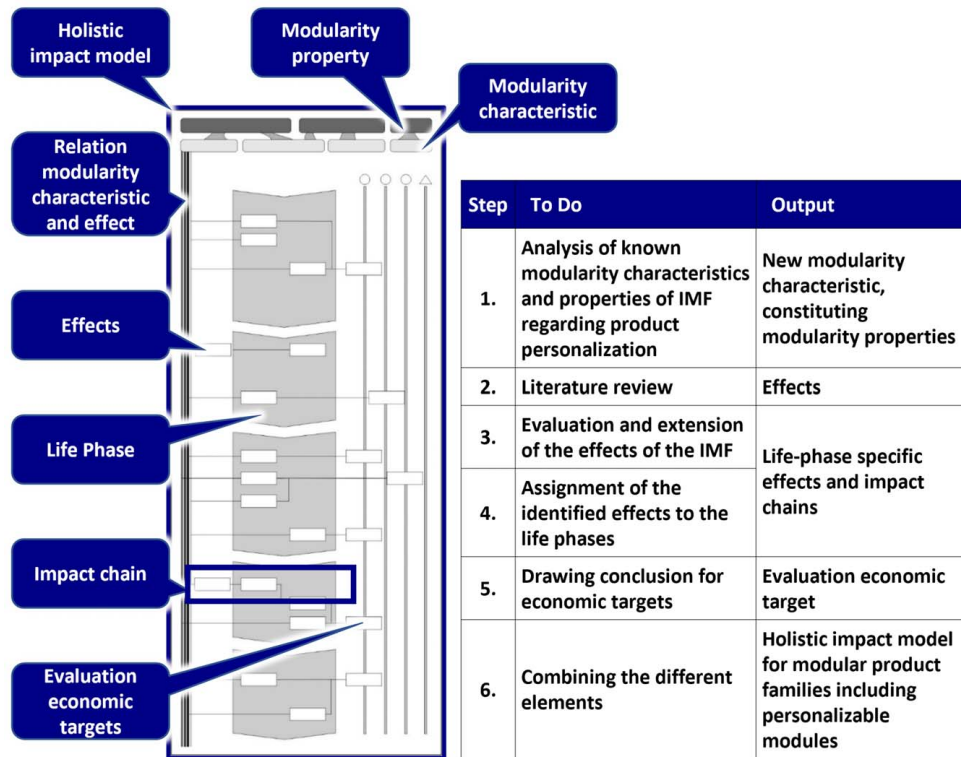 Holistic
impact model
Modularity
property
Modularity
characteristic
Relation
modularity
characteristic
and effect
Effects
Life Phase
Impact chain
Evaluation
economic
targets
Step To Do Output
1.
Analysis of known
modularity characteristics
and properties of IMF
regarding product
personalization
New modularity
characteristic,
constituting
modularity properties
2. Literature review Effects
3.
Evaluation and extension
of the effects of the IMF
4.
Assignment of the
identified effects to the
life phases
Life-phase specific
effects and impact
chains
5.
Drawing conclusion for
economic targets
Evaluation economic
target
6.
Combining the different
elements
Holistic impact model
for modular product
families including
personalizable
modules